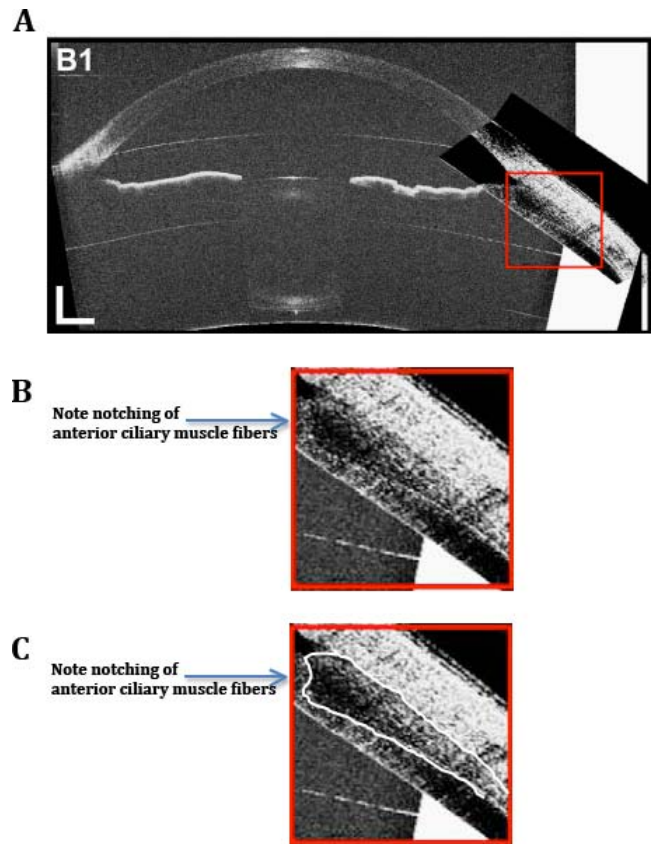 A
B1
B
Note notching of
anterior ciliary muscle fibers
C
Note notching of
anterior ciliary muscle fibers